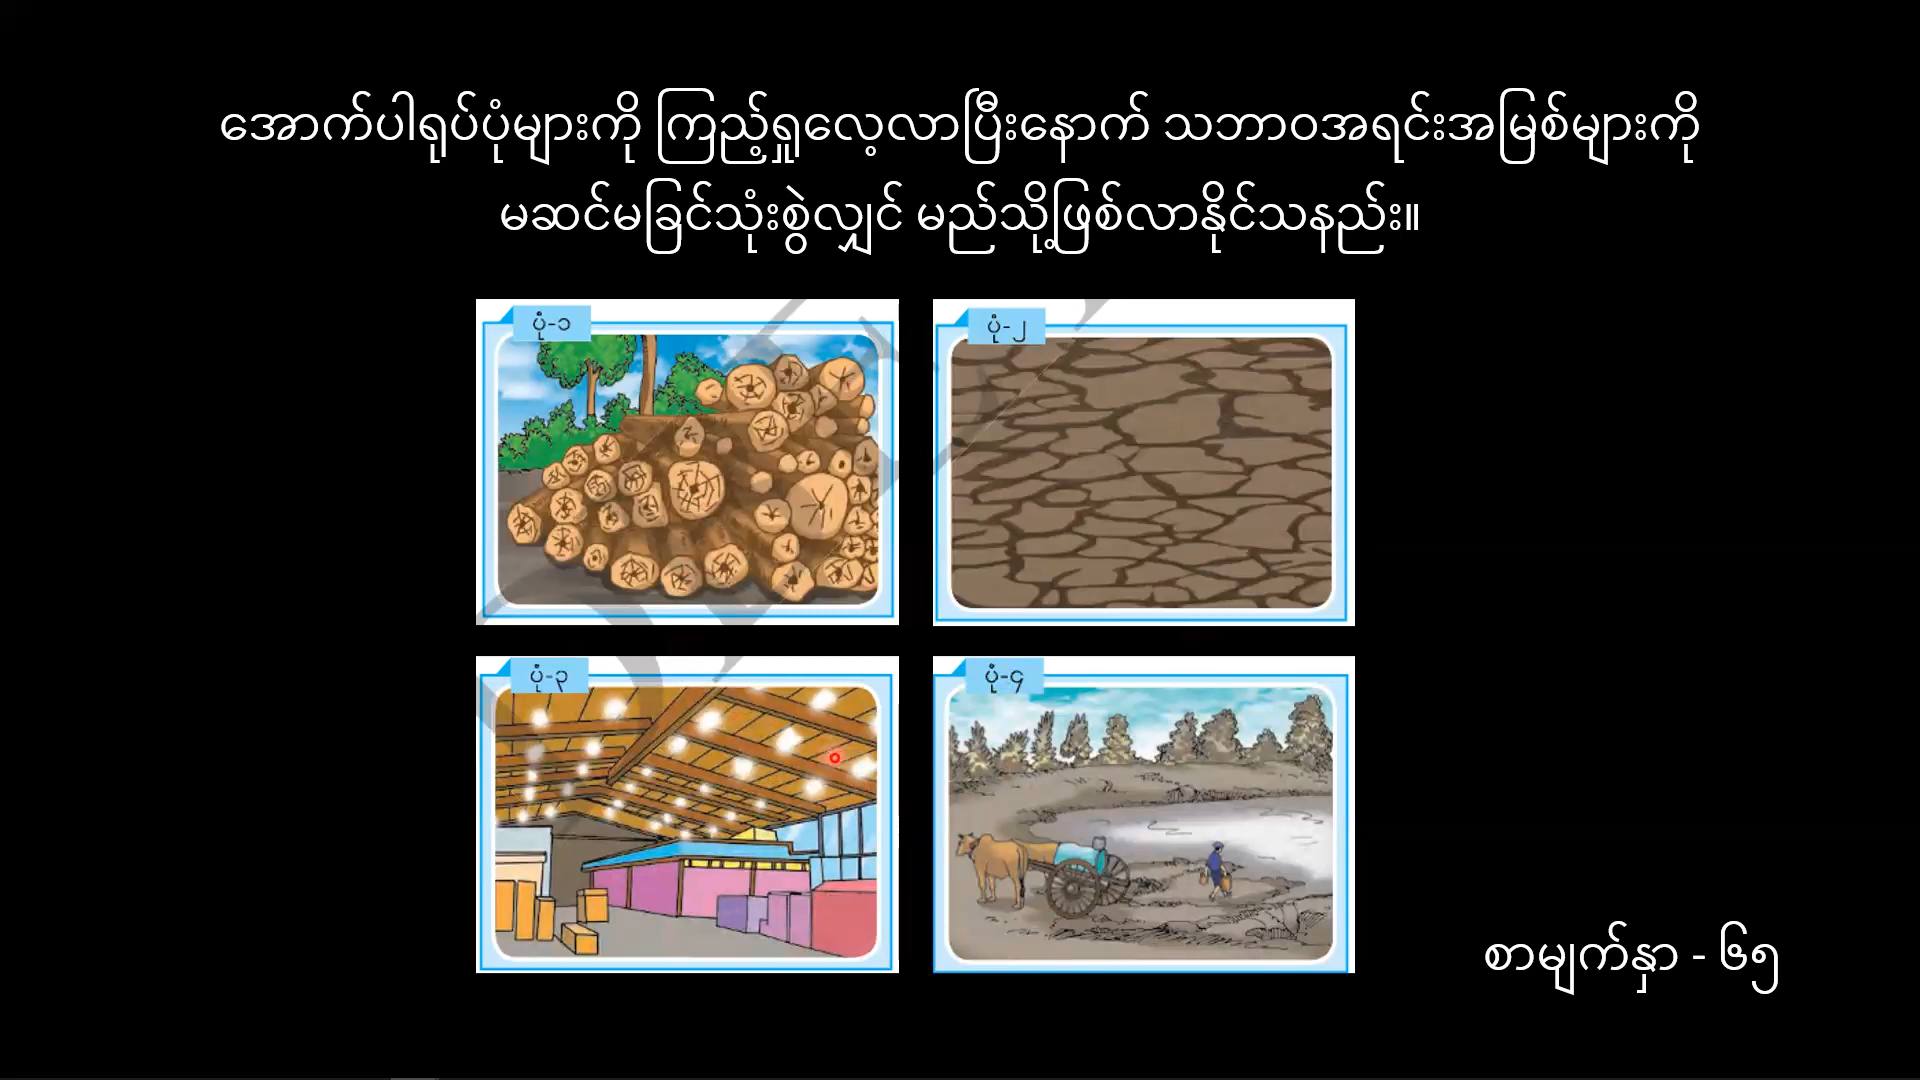 အောက်ပါရုပ်ပုံများကို ကြည့်ရှုလေ့လာပြီးနောက် သဘာဝအရင်းအမြစ်များကို
မဆင်မခြင်သုံးစွဲလျှင် မည်သို့ဖြစ်လာနိုင်သနည်း။
ပုံ-၁
ပုံ-၂
ပုံ-၃
ပုံ-၄
စာမျက်နှာ - ၆၅